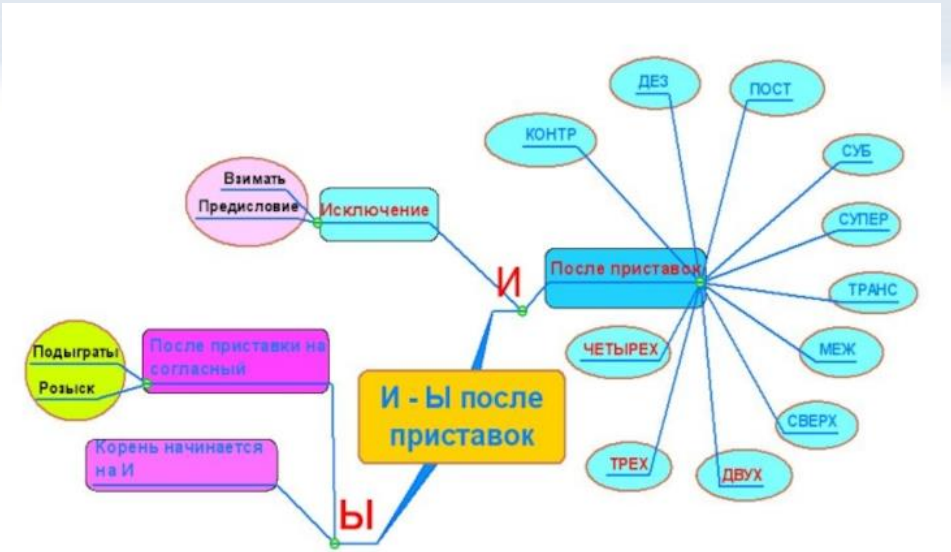 ДЕЗ
ПОСТ
КОНТР
СУБ
Взимать
Предисловие
Исключение
СУПЕР
И
После приставок
ТРАНС
ЧЕТЫРЕХ
МЕЖ
Подыграты
Розыск
После приставки на
согласный
И - Ы после
приставок
СВЕРХ
Корень начинается
на И
ТРЕХ
ДВУХ
Ы